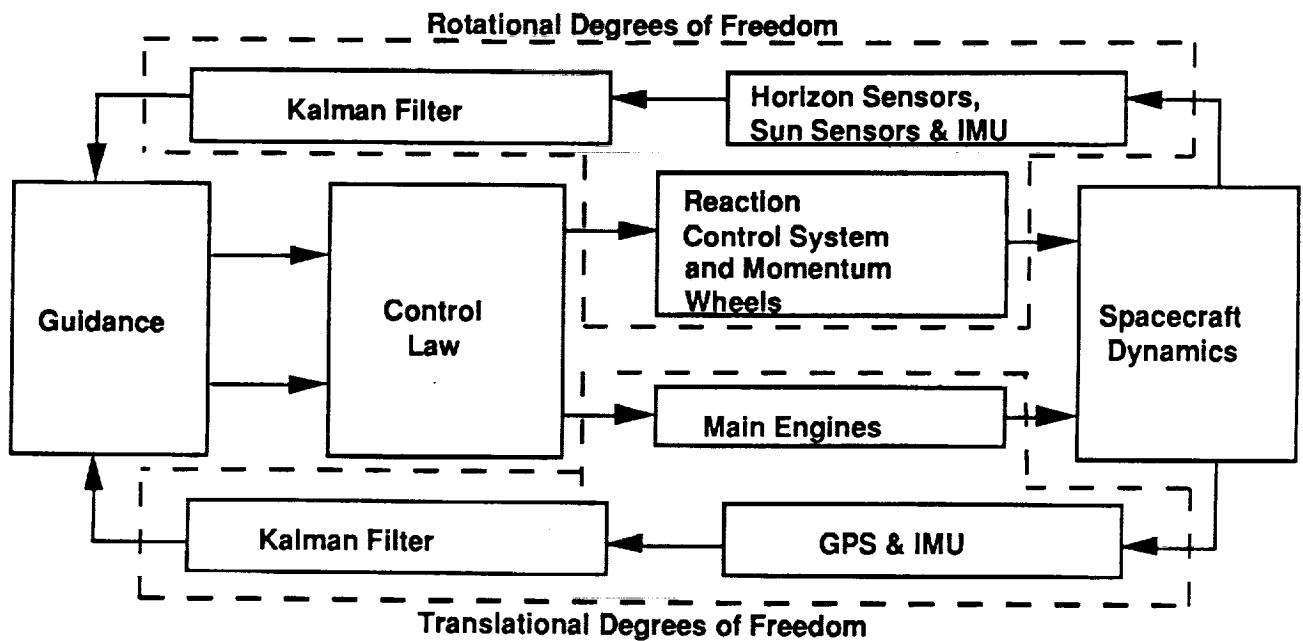 Rotational Degrees of Freedom
Kalman Filter
Horizon Sensors,
Sun Sensors & IMU
Guidance
Control
Law
Reaction
Control System
and Momentum
Wheels
Spacecraft
Dynamics
Main Engines
Kalman Filter
GPS & IMU
Translational Degrees of Freedom